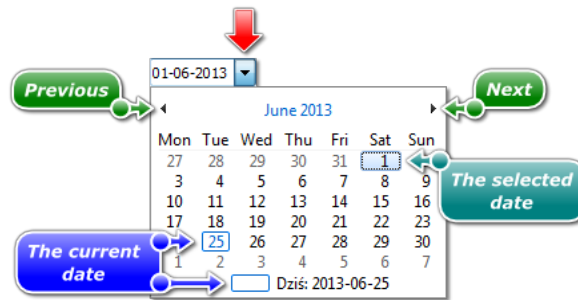 01-06-2013
Previous
Next
June 2013
Mon Tue Wed Thu Fri Sat Sun
27 28 29 30 31 1 2
3 4 5 6 7 8 9
10 11 12 13 14 15 16
17 18 19 20 21 22 23
25 26 27 28 29 30
1 2 3 4 5 6 7
Dziś: 2013-06-25
The selected
date
The current
date